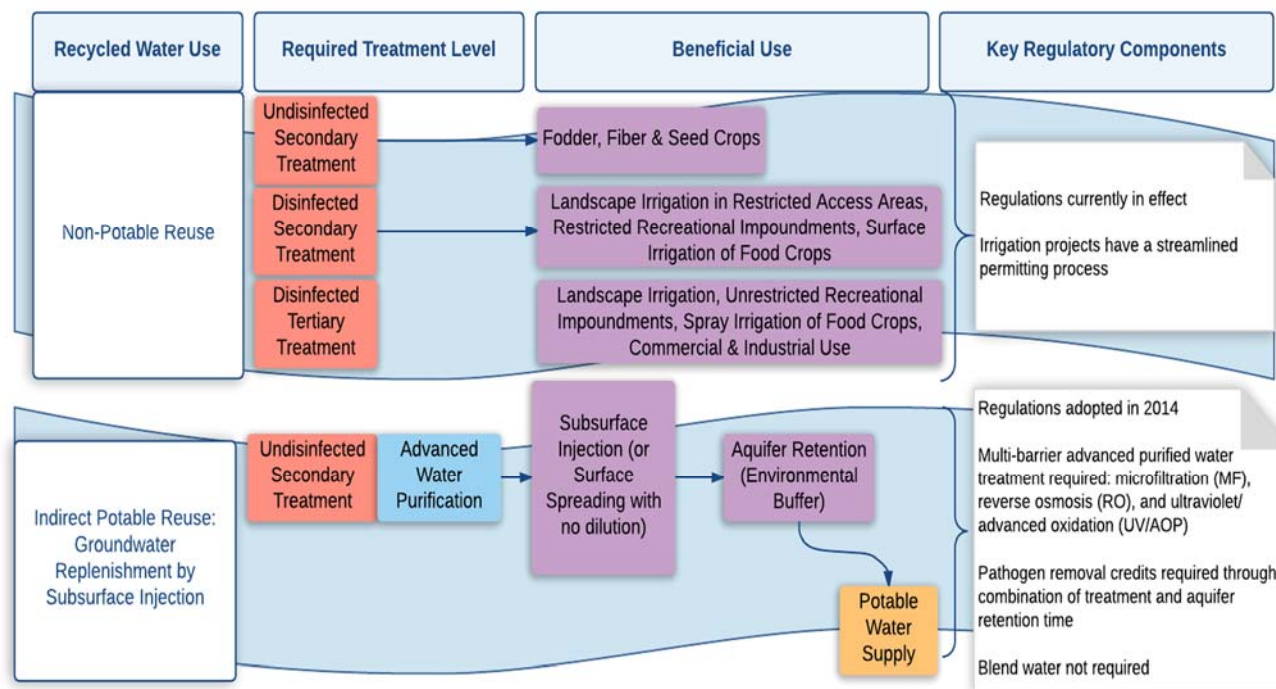 Recycled Water Use
Required Treatment Level
Beneficial Use
Key Regulatory Components
Non-Potable Reuse
Undisinfected
Secondary
Treatment
Fodder, Fiber & Seed Crops
Disinfected
Secondary
Treatment
Landscape Irrigation in Restricted Access Areas,
Restricted Recreational Impoundments, Surface
Irrigation of Food Crops
Disinfected
Tertiary
Treatment
Landscape Irrigation, Unrestricted Recreational
Impoundments, Spray Irrigation of Food Crops,
Commercial & Industrial Use
Regulations currently in effect
Irrigation projects have a streamlined
permitting process
Indirect Potable Reuse:
Groundwater
Replenishment by
Subsurface Injection
Undisinfected
Secondary
Treatment
Advanced
Water
Purification
Subsurface
Injection (or
Surface
Spreading with
no dilution)
Aquifer Retention
(Environmental
Buffer)
Potable
Water
Supply
Regulations adopted in 2014
Multi-barrier advanced purified water
treatment required: microfiltration (MF),
reverse osmosis (RO), and ultraviolet/
advanced oxidation (UV/AOP)
Pathogen removal credits required through
combination of treatment and aquifer
retention time
Blend water not required